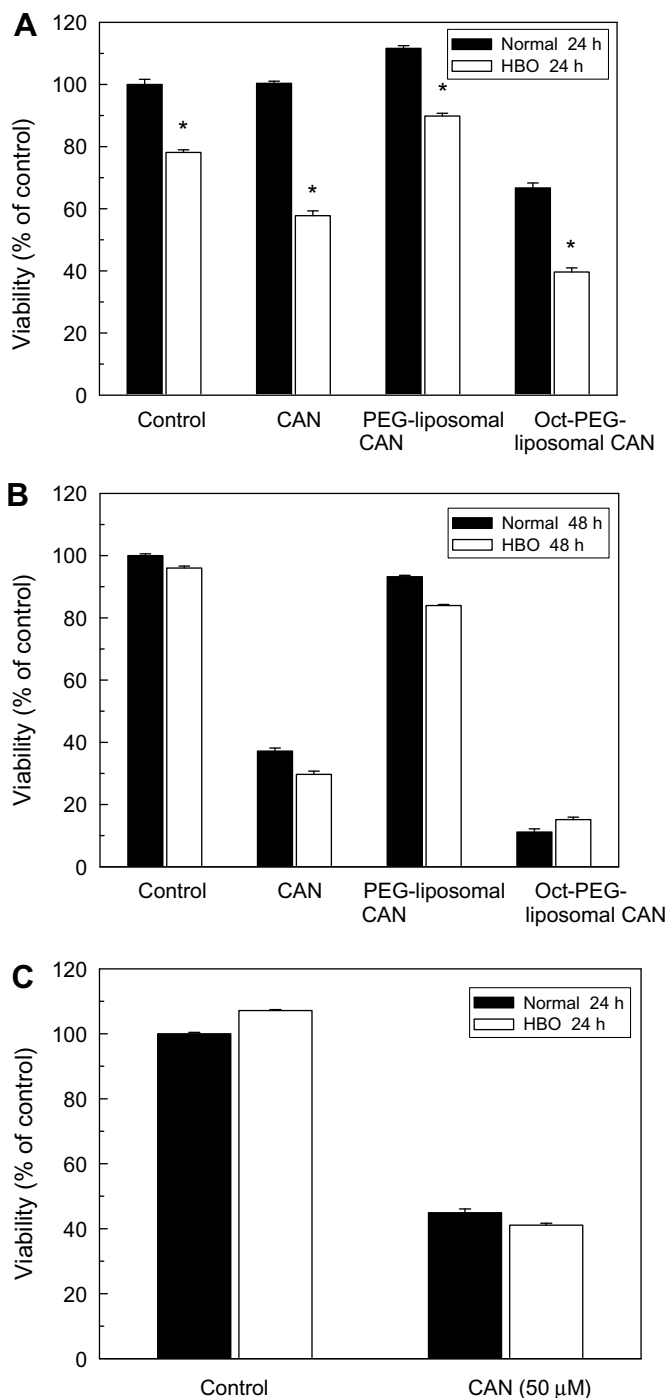 A
Viability (% of control)
120
100
80
60
40
20
0
Normal 24 h
HBO 24 h
*
*
*
*
Control
CAN
PEG-liposomal
CAN
Oct-PEG-
liposomal CAN
B
Viability (% of control)
120
100
80
60
40
20
0
Normal 48 h
HBO 48 h
Control
CAN
PEG-liposomal
CAN
Oct-PEG-
liposomal CAN
C
Viability (% of control)
120
100
80
60
40
20
0
Normal 24 h
HBO 24 h
Control
CAN (50 μM)